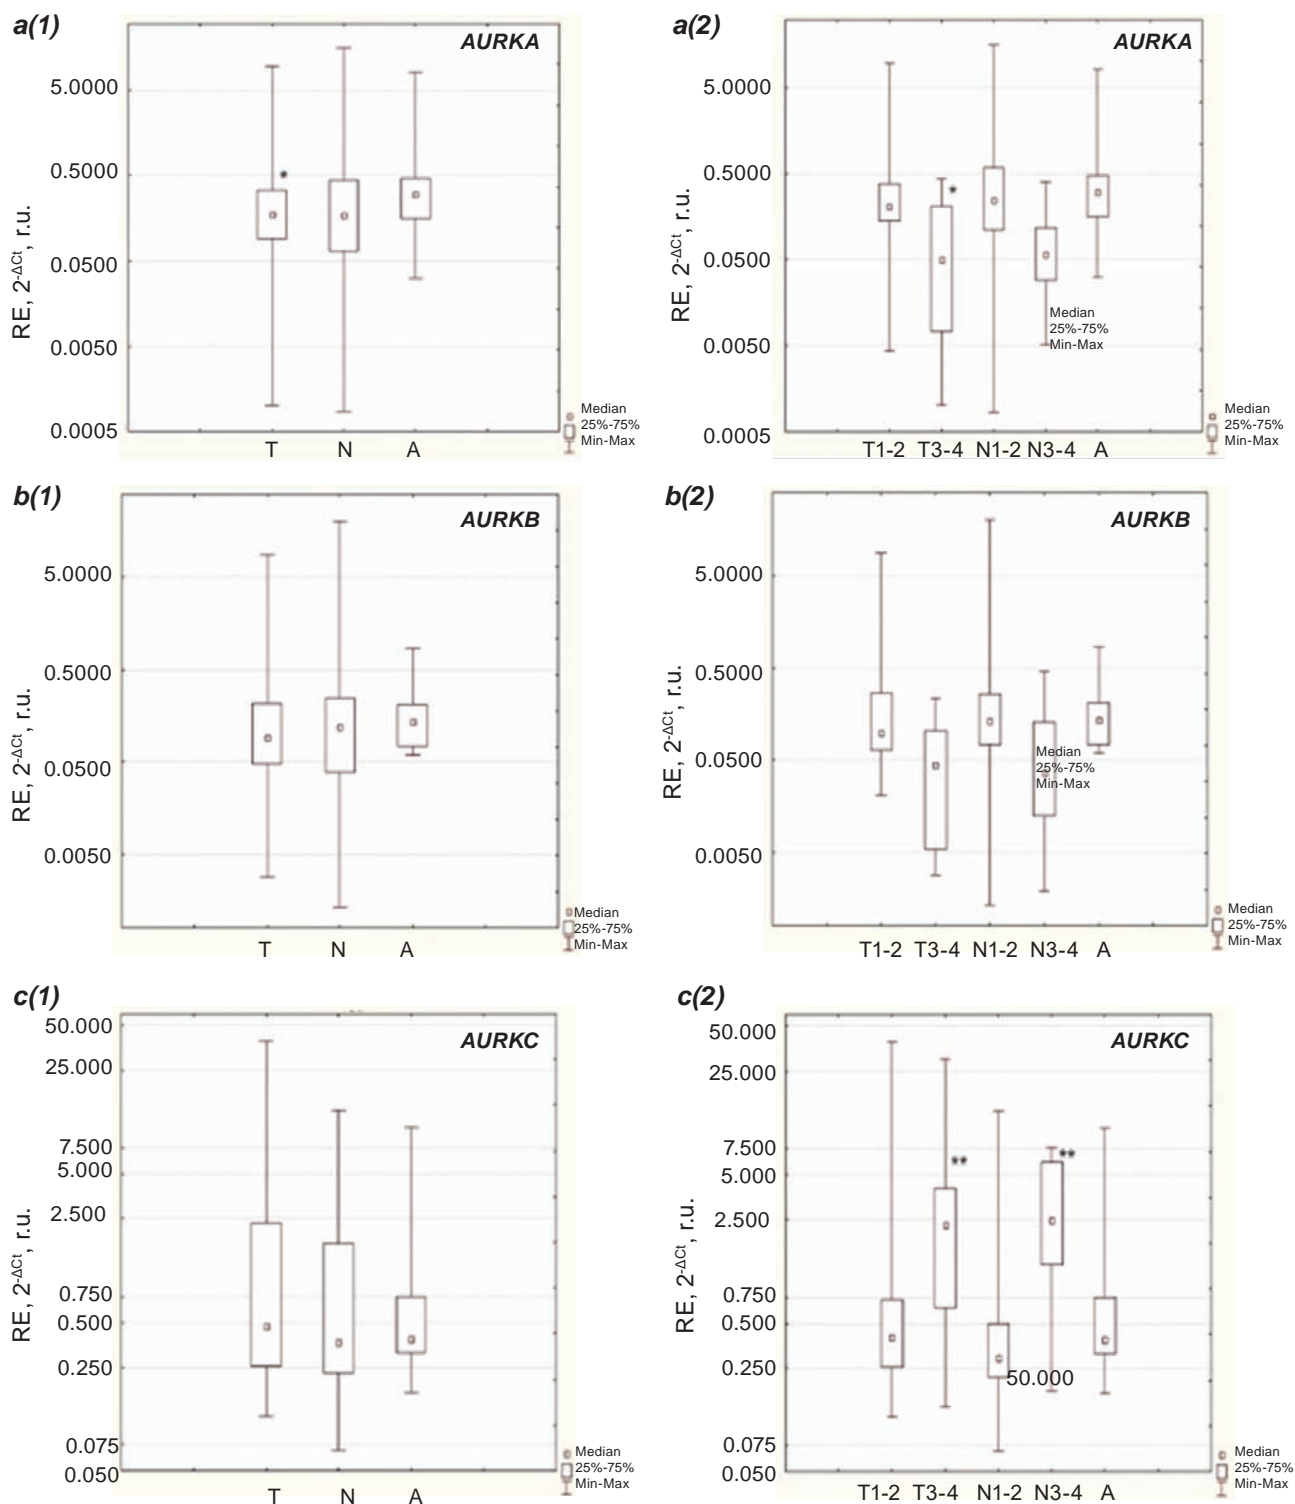 a(1)
AURKA
5.0000
0.5000
*
0.0500
0.0050
0.0005
RE, 2-ΔCt, r.u.
T N A
Median
25%-75%
Min-Max
a(2)
AURKA
5.0000
0.5000
*
0.0500
0.0050
0.0005
RE, 2-ΔCt, r.u.
Median
25%-75%
Min-Max
T1-2 T3-4 N1-2 N3-4 A
Median
25%-75%
Min-Max
b(1)
AURKB
5.0000
0.5000
0.0500
0.0050
RE, 2-ΔCt, r.u.
T N A
Median
25%-75%
Min-Max
b(2)
AURKB
5.0000
0.5000
0.0500
0.0050
RE, 2-ΔCt, r.u.
Median
25%-75%
Min-Max
T1-2 T3-4 N1-2 N3-4 A
Median
25%-75%
Min-Max
c(1)
AURKC
50.000
25.000
7.500
5.000
2.500
0.750
0.500
0.250
0.075
0.050
RE, 2-ΔCt, r.u.
T N A
Median
25%-75%
Min-Max
c(2)
AURKC
50.000
25.000
7.500
** **
5.000
2.500
0.750
0.500
0.250
50.000
0.075
0.050
RE, 2-ΔCt, r.u.
T1-2 T3-4 N1-2 N3-4 A
Median
25%-75%
Min-Max